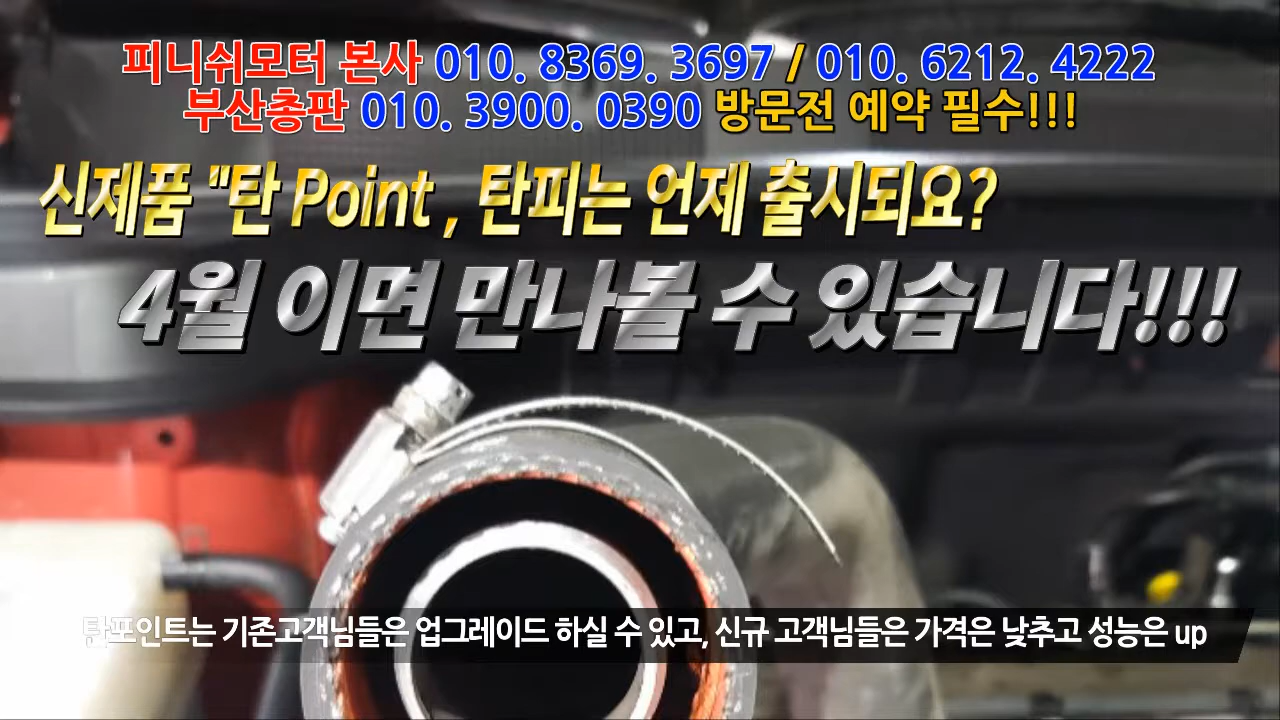 피니쉬모터 본사 010. 8369. 3697 / 010. 6212. 4222
부산총판 010. 3900. 0390 방문전 예약 필수!!!
신제품 "탄 Point , 탄피는 언제 출시되요?
4월 이면 만나볼 수 있습니다!!!
탄포인트는 기존고객님들은 업그레이드 하실 수 있고, 신규 고객님들은 가격은 낮추고 성능은 up